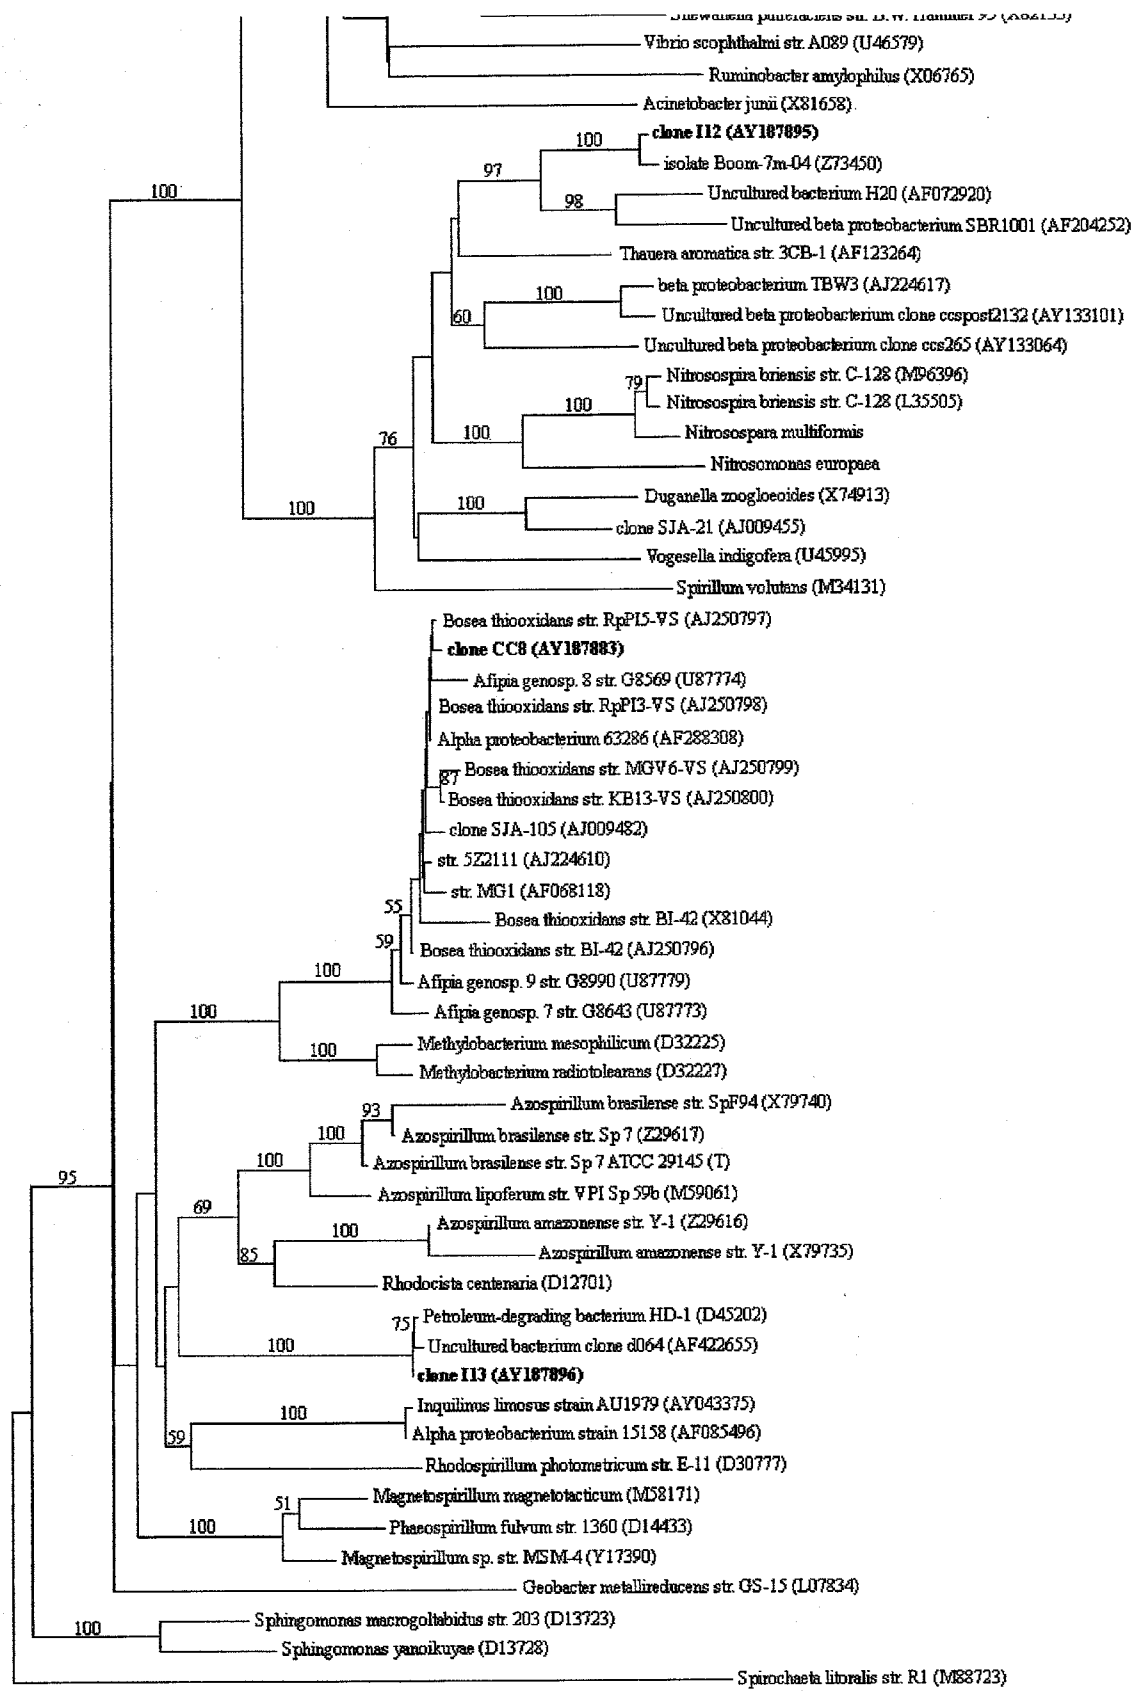 Shewanella putrefaciens str. D.W. Hammer 95 (X82133)
Vibrio scophthalmi str. A089 (U46579)
Ruminobacter amylophilus (X06765)
Acinetobacter junii (X81658)
clone I12 (AY187895)
100
isolate Boom-7m-04 (Z73450)
97
Uncultured bacterium H20 (AF072920)
100
98
Uncultured beta proteobacterium SBR1001 (AF204252)
Thauera aromatica str. 3CB-1 (AF123264)
beta proteobacterium TBW3 (AJ224617)
100
60
Uncultured beta proteobacterium clone ccspost2132 (AY133101)
Uncultured beta proteobacterium clone ccs265 (AY133064)
79
Nitrosospira briensis str. C-128 (M96396)
100
Nitrosospira briensis str. C-128 (L35505)
76
100
Nitrosospara multiformis
Nitrosomonas europaea
100
100
Duganella zoogloeoides (X74913)
clone SJA-21 (AJ009455)
Vogesella indigofera (U45995)
Spirillum volutans (M34131)
Bosea thiooxidans str. RpPI5-VS (AJ250797)
clone CC8 (AY187883)
Afipia genosp. 8 str. G8569 (U87774)
Bosea thiooxidans str. RpPI3-VS (AJ250798)
Alpha proteobacterium 63286 (AF288308)
87
Bosea thiooxidans str. MGV6-VS (AJ250799)
Bosea thiooxidans str. KB13-VS (AJ250800)
clone SJA-105 (AJ009482)
str. 5Z2111 (AJ224610)
str. MG1 (AF068118)
55
Bosea thiooxidans str. BI-42 (X81044)
59
Bosea thiooxidans str. BI-42 (AJ250796)
100
Afipia genosp. 9 str. G8990 (U87779)
100
Afipia genosp. 7 str. G8643 (U87773)
100
Methylobacterium mesophilicum (D32225)
Methylobacterium radiotolearans (D32227)
93
Azospirillum brasilense str. SpF94 (X79740)
100
Azospirillum brasilense str. Sp 7 (Z29617)
100
Azospirillum brasilense str. Sp 7 ATCC 29145 (T)
95
Azospirillum lipoferum str. VPI Sp 59b (M59061)
69
100
Azospirillum amazonense str. Y-1 (Z29616)
85
Azospirillum amazonense str. Y-1 (X79735)
Rhodocista centenaria (D12701)
75
Petroleum-degrading bacterium HD-1 (D45202)
100
Uncultured bacterium clone d064 (AF422655)
clone I13 (AY187896)
100
Inquilinus limosus strain AU1979 (AY043375)
59
Alpha proteobacterium strain 15158 (AF085496)
Rhodospirillum photometricum str. E-11 (D30777)
51
Magnetospirillum magnetotacticum (M58171)
100
Phaeospirillum fulvum str. 1360 (D14433)
Magnetospirillum sp. str. MSM-4 (Y17390)
Geobacter metallireducens str. GS-15 (L07834)
100
Sphingomonas macrogoltabidus str. 203 (D13723)
Sphingomonas yanoikuyae (D13728)
Spirochaeta litoralis str. R1 (M88723)